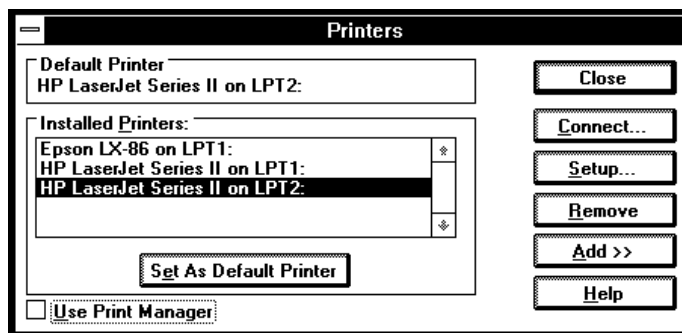 Printers
Default Printer
HP LaserJet Series II on LPT2:
Installed Printers:
Epson LX-86 on LPT1:
HP LaserJet Series II on LPT1:
HP LaserJet Series II on LPT2:
Set As Default Printer
Use Print Manager
Close
Connect...
Setup...
Remove
Add >>
Help